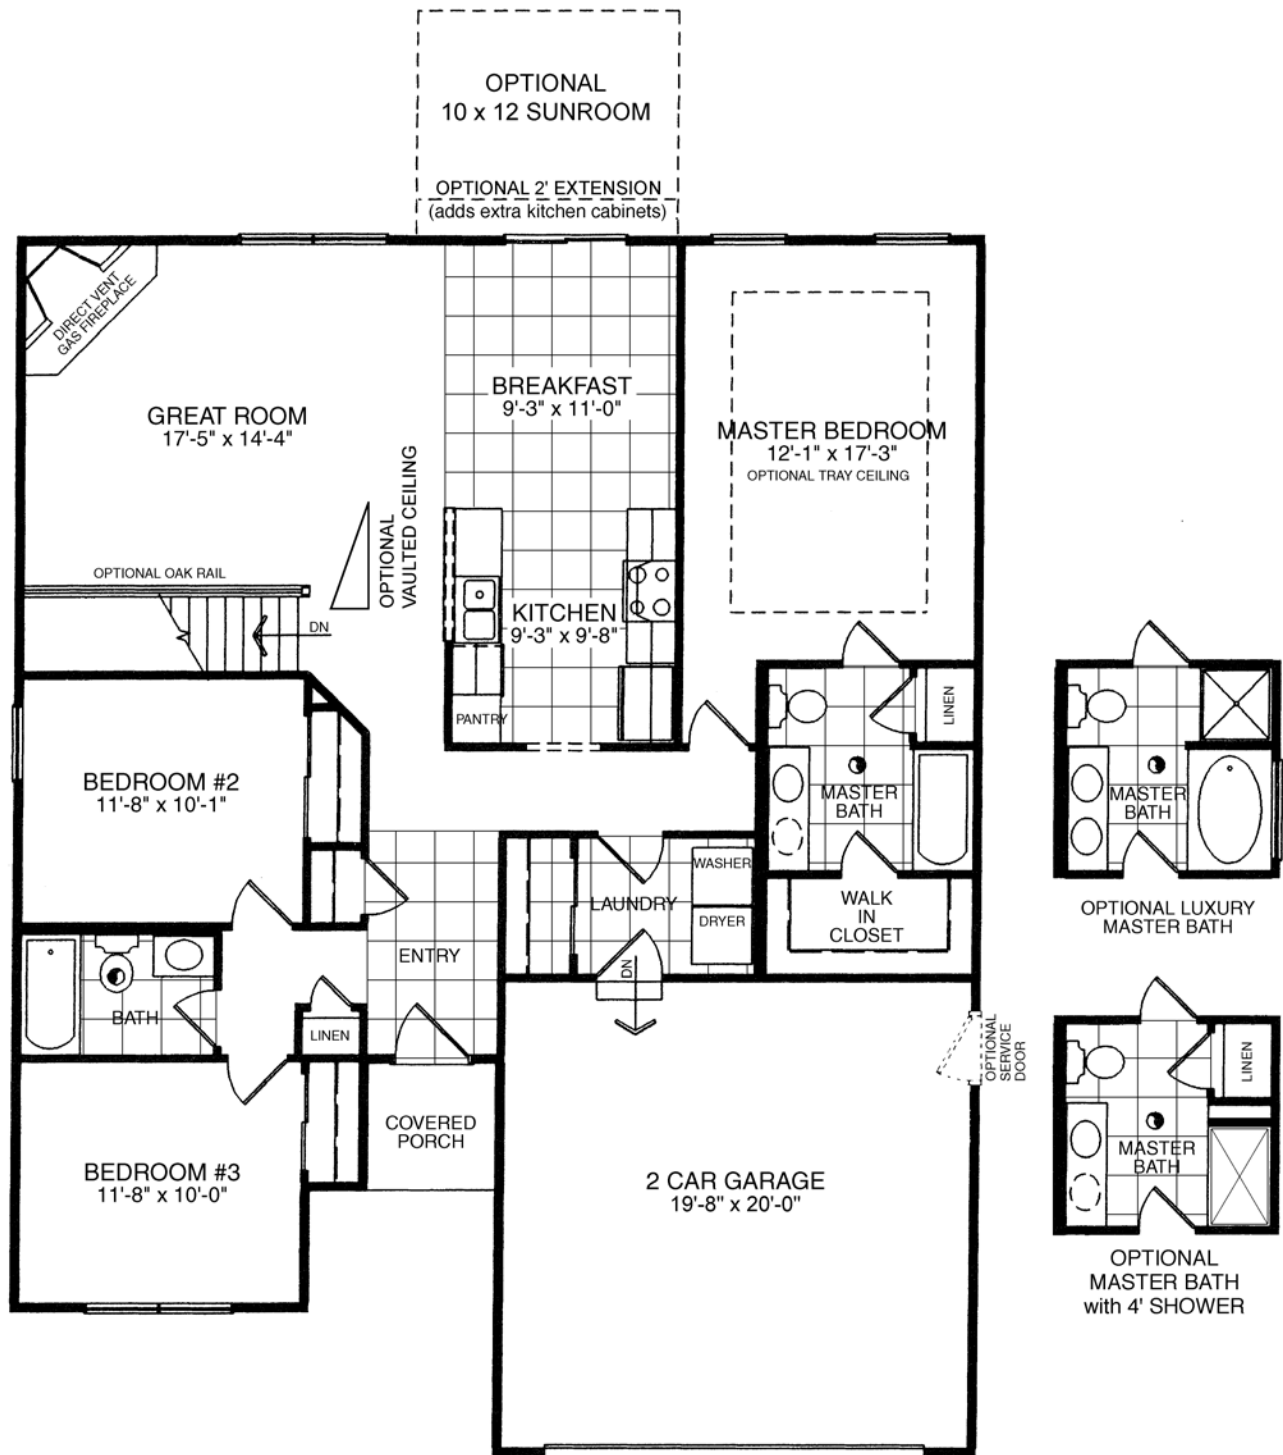 OPTIONAL
10 x 12 SUNROOM
OPTIONAL 2' EXTENSION
(adds extra kitchen cabinets)
DIRECT VENT
GAS FIREPLACE
GREAT ROOM
17'-5" x 14'-4"
BREAKFAST
9'-3" x 11'-0"
MASTER BEDROOM
12'-1" x 17'-3"
OPTIONAL TRAY CEILING
OPTIONAL
VAULTED CEILING
OPTIONAL OAK RAIL
DN
KITCHEN
9'-3" x 9'-8"
PANTRY
LINEN
MASTER
BATH
BEDROOM #2
11'-8" x 10'-1"
WASHER
DRYER
LAUNDRY
WALK
IN
CLOSET
ENTRY
DN
BATH
LINEN
OPTIONAL
SERVICE
DOOR
COVERED
PORCH
BEDROOM #3
11'-8" x 10'-0"
2 CAR GARAGE
19'-8" x 20'-0"
MASTER
BATH
OPTIONAL LUXURY
MASTER BATH
LINEN
MASTER
BATH
OPTIONAL
MASTER BATH
with 4' SHOWER